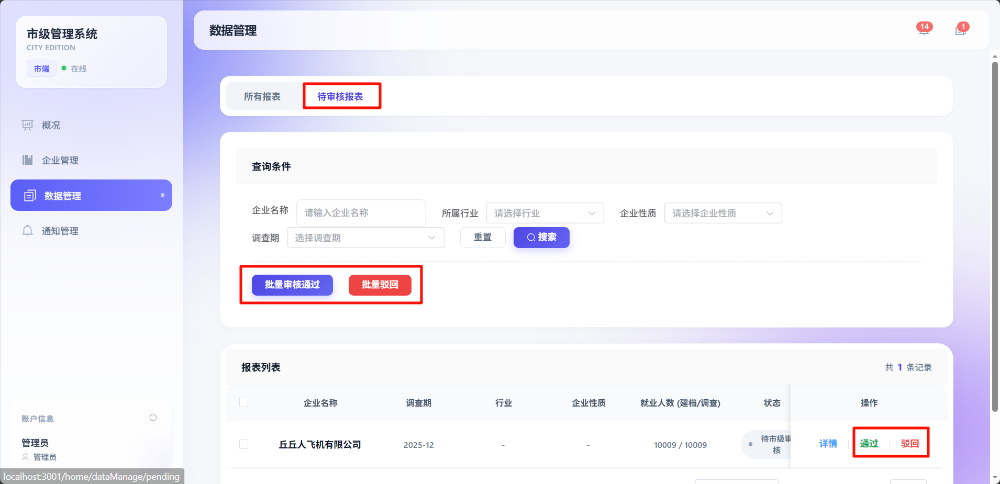 市级管理系统
CITY EDITION
市端 在线
概况
企业管理
数据管理
通知管理
账户信息
管理员
管理员
localhost:3001/home/dataManage/pending
数据管理
14 1
所有报表 待审核报表
查询条件
企业名称 请输入企业名称 所属行业 请选择行业 企业性质 请选择企业性质
调查期 选择调查期 重置 搜索
批量审核通过 批量驳回
报表列表 共 1 条记录
企业名称 调查期 行业 企业性质 就业人数 (建档/调查) 状态 操作
丘丘人飞机有限公司 2025-12 - - 10009 / 10009 待市级审核 详情 通过 驳回